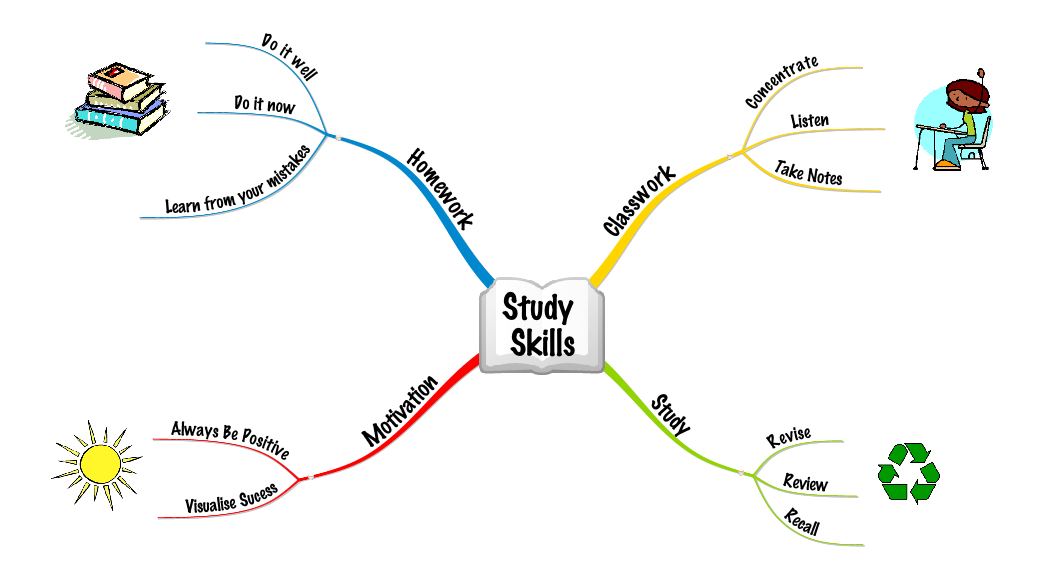 Study
Skills
Homework
Do it well
Do it now
Learn from your mistakes
Classwork
Concentrate
Listen
Take Notes
Motivation
Always Be Positive
Visualise Sucess
Study
Revise
Review
Recall